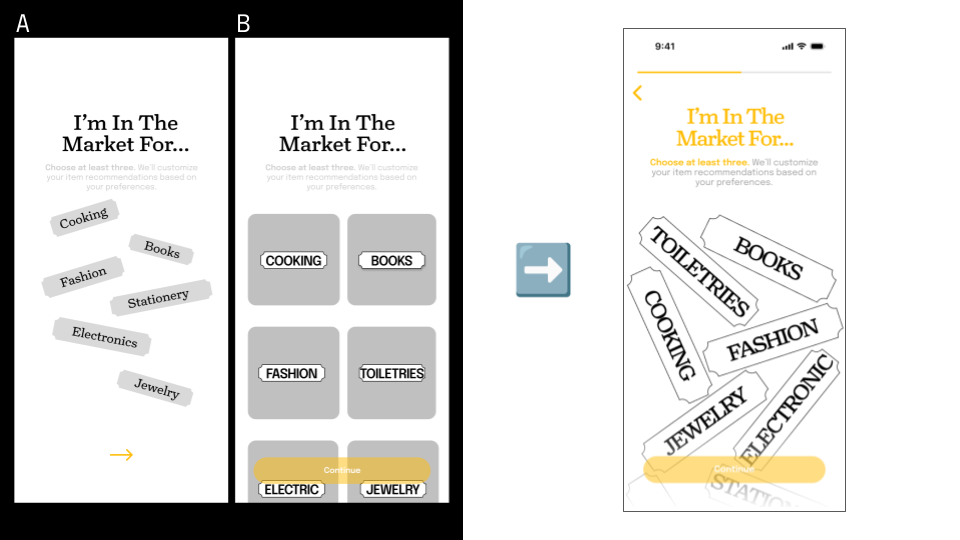 A
I'm In The
Market For...
Choose at least three. We'll customize
your item recommendations based on
your preferences.
Cooking
Books
Fashion
Stationery
Electronics
Jewelry
B
I'm In The
Market For...
Choose at least three. We'll customize
your item recommendations based on
your preferences.
COOKING
BOOKS
FASHION
TOILETRIES
Continue
ELECTRIC
JEWELRY
9:41
I'm In The
Market For...
Choose at least three. We'll customize
your item recommendations based on
your preferences.
TOILETRIES
BOOKS
COOKING
FASHION
JEWELRY
ELECTRONIC
Continue
STATION